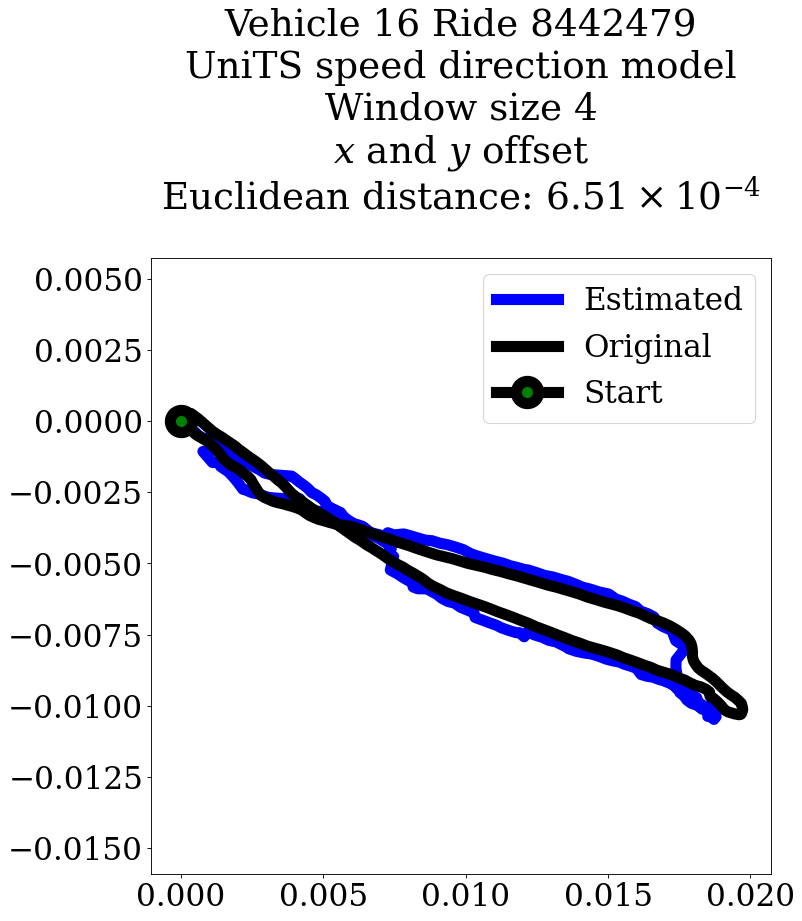 Vehicle 16 Ride 8442479
UniTS speed direction model
Window size 4
x and y offset
Euclidean distance: 6.51 × 10⁻⁴
Estimated
Original
Start
0.0050
0.0025
0.0000
−0.0025
−0.0050
−0.0075
−0.0100
−0.0125
−0.0150
0.000 0.005 0.010 0.015 0.020